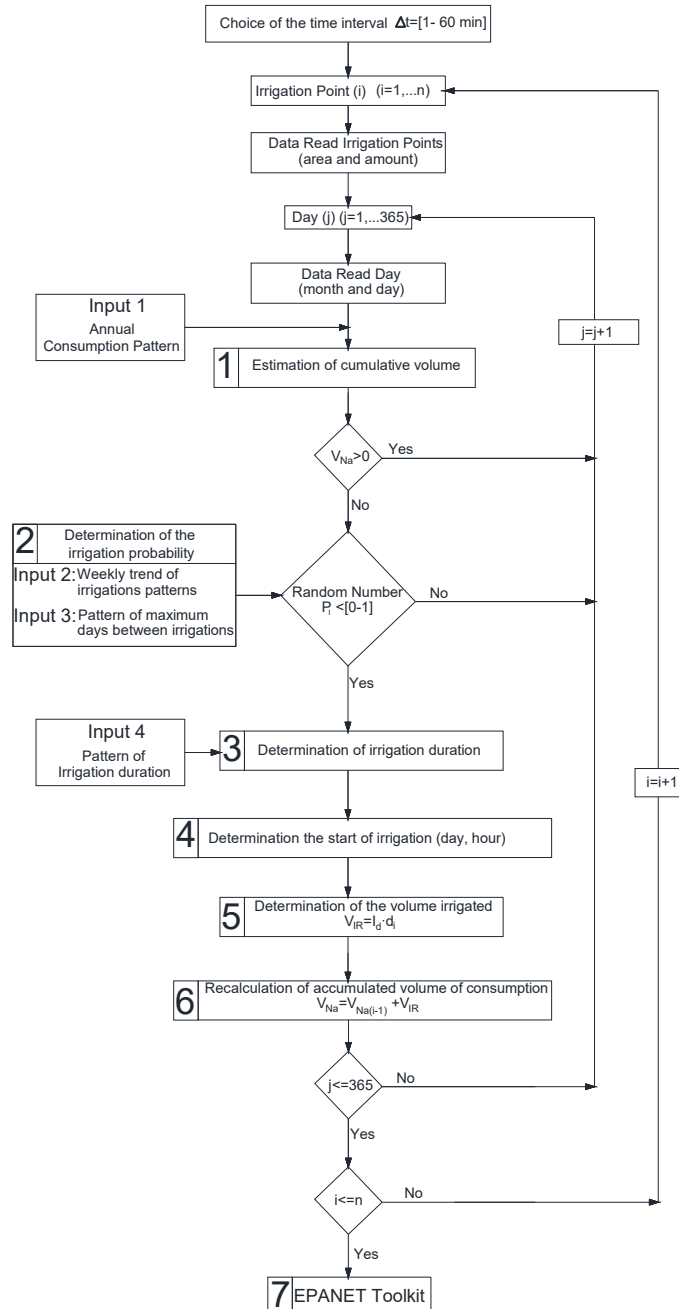 Choice of the time interval Δt=[1- 60 min]
Irrigation Point (i) (i=1,...n)
Data Read Irrigation Points
(area and amount)
Day (j) (j=1,...365)
Data Read Day
(month and day)
Input 1
Annual
Consumption Pattern
j=j+1
1 Estimation of cumulative volume
V_Na>0
Yes
No
2 Determination of the
irrigation probability
Input 2: Weekly trend of
irrigations patterns
Input 3: Pattern of maximum
days between irrigations
Random Number
P_i <[0-1]
No
Yes
Input 4
Pattern of
Irrigation duration
3 Determination of irrigation duration
i=i+1
4 Determination the start of irrigation (day, hour)
5 Determination of the volume irrigated
V_IR=I_d·d_i
6 Recalculation of accumulated volume of consumption
V_Na=V_Na(i-1) +V_IR
j<=365
No
Yes
i<=n
No
Yes
7 EPANET Toolkit